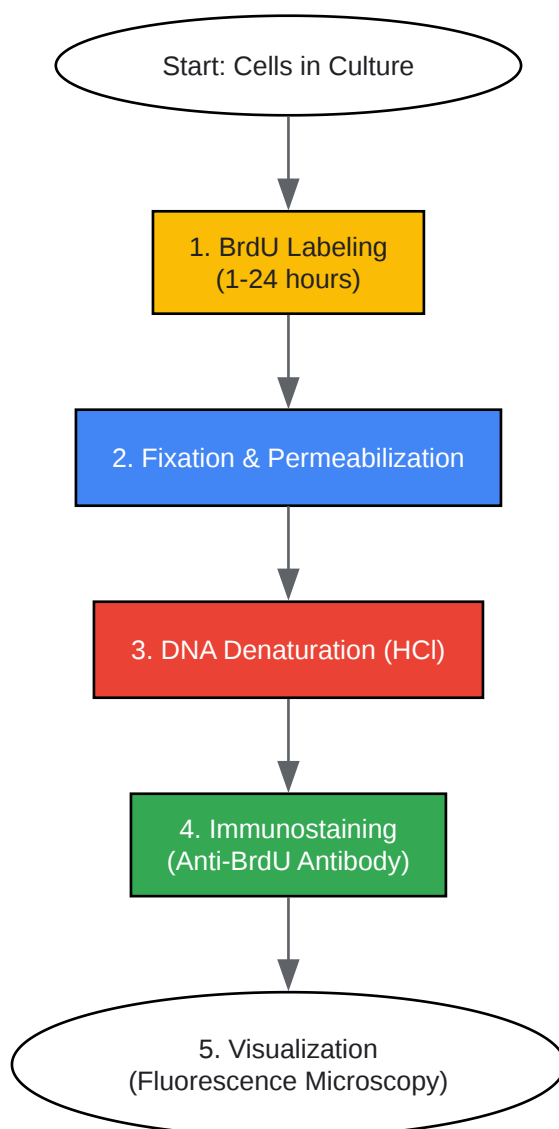 Start: Cells in Culture
1. BrdU Labeling
(1-24 hours)
2. Fixation & Permeabilization
3. DNA Denaturation (HCl)
4. Immunostaining
(Anti-BrdU Antibody)
5. Visualization
(Fluorescence Microscopy)